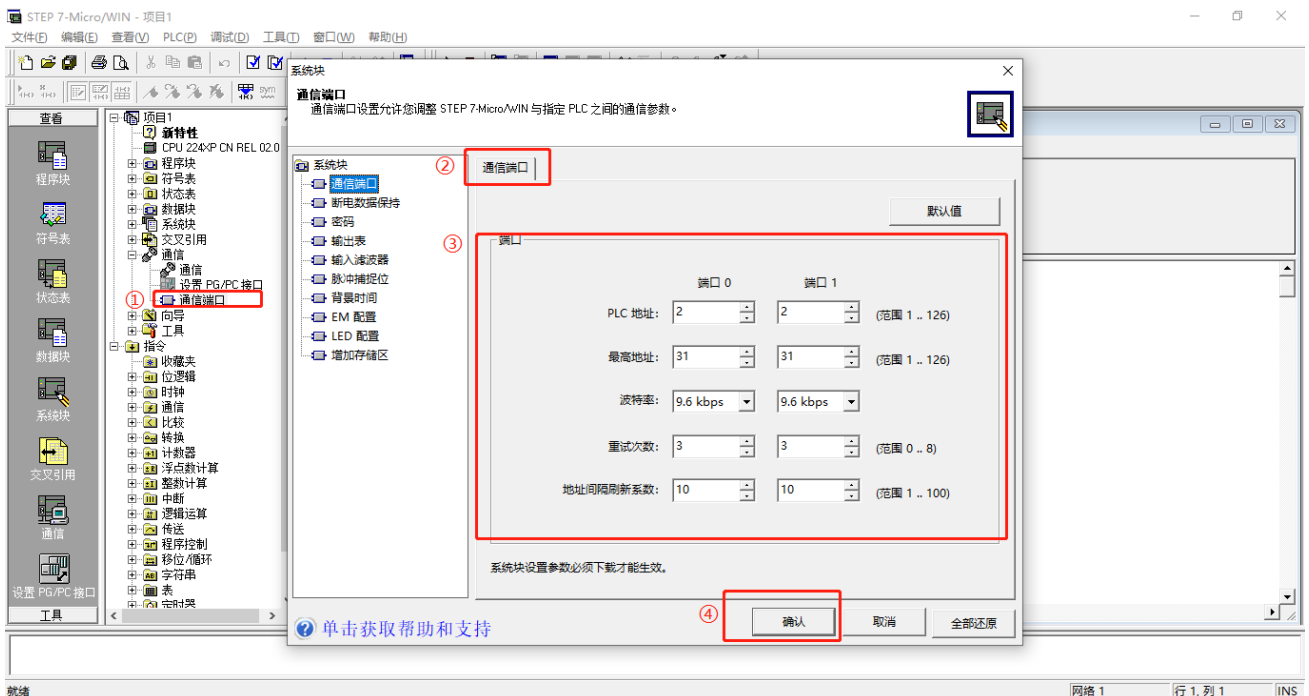 STEP 7-Micro/WIN - 项目1
文件(F) 编辑(E) 查看(V) PLC(P) 调试(D) 工具(T) 窗口(W) 帮助(H)
查看
程序块
符号表
状态表
数据块
系统块
交叉引用
通信
设置 PG/PC 接口
工具
项目1
新特性
CPU 224XP CN REL 02.0
程序块
符号表
状态表
数据块
系统块
交叉引用
通信
通信
设置 PG/PC 接口
① 通信端口
向导
工具
指令
收藏夹
位逻辑
时钟
通信
比较
转换
计数器
浮点数计算
整数计算
中断
逻辑运算
传送
程序控制
移位/循环
字符串
表
定时器
系统块
通信端口
通信端口设置允许您调整 STEP 7-Micro/WIN 与指定 PLC 之间的通信参数。
系统块
通信端口
断电数据保持
密码
输出表
输入滤波器
脉冲捕捉位
背景时间
EM 配置
LED 配置
增加存储区
② 通信端口
默认值
③ 端口
端口 0 端口 1
PLC 地址: 2 2 (范围 1 .. 126)
最高地址: 31 31 (范围 1 .. 126)
波特率: 9.6 kbps 9.6 kbps
重试次数: 3 3 (范围 0 .. 8)
地址间隔刷新系数: 10 10 (范围 1 .. 100)
系统块设置参数必须下载才能生效。
单击获取帮助和支持
④ 确认 取消 全部还原
就绪 网络 1 行 1, 列 1 INS